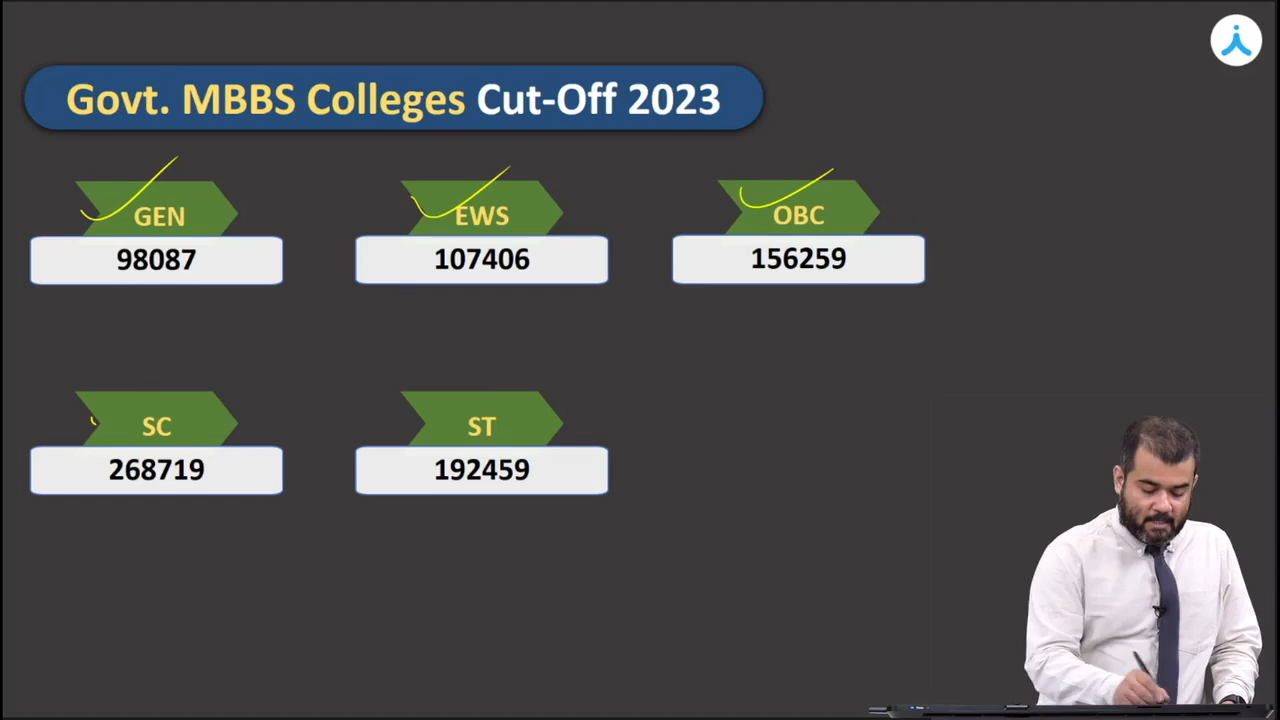 Govt. MBBS Colleges Cut-Off 2023
GEN
98087
EWS
107406
OBC
156259
SC
268719
ST
192459